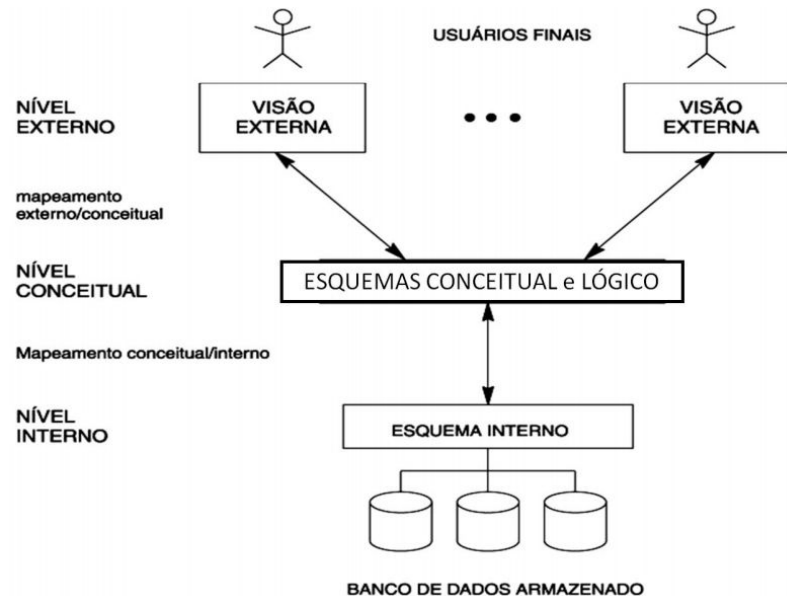 USUÁRIOS FINAIS
NÍVEL
EXTERNO
VISÃO
EXTERNA
• • •
VISÃO
EXTERNA
mapeamento
externo/conceitual
NÍVEL
CONCEITUAL
ESQUEMAS CONCEITUAL e LÓGICO
Mapeamento conceitual/interno
NÍVEL
INTERNO
ESQUEMA INTERNO
BANCO DE DADOS ARMAZENADO